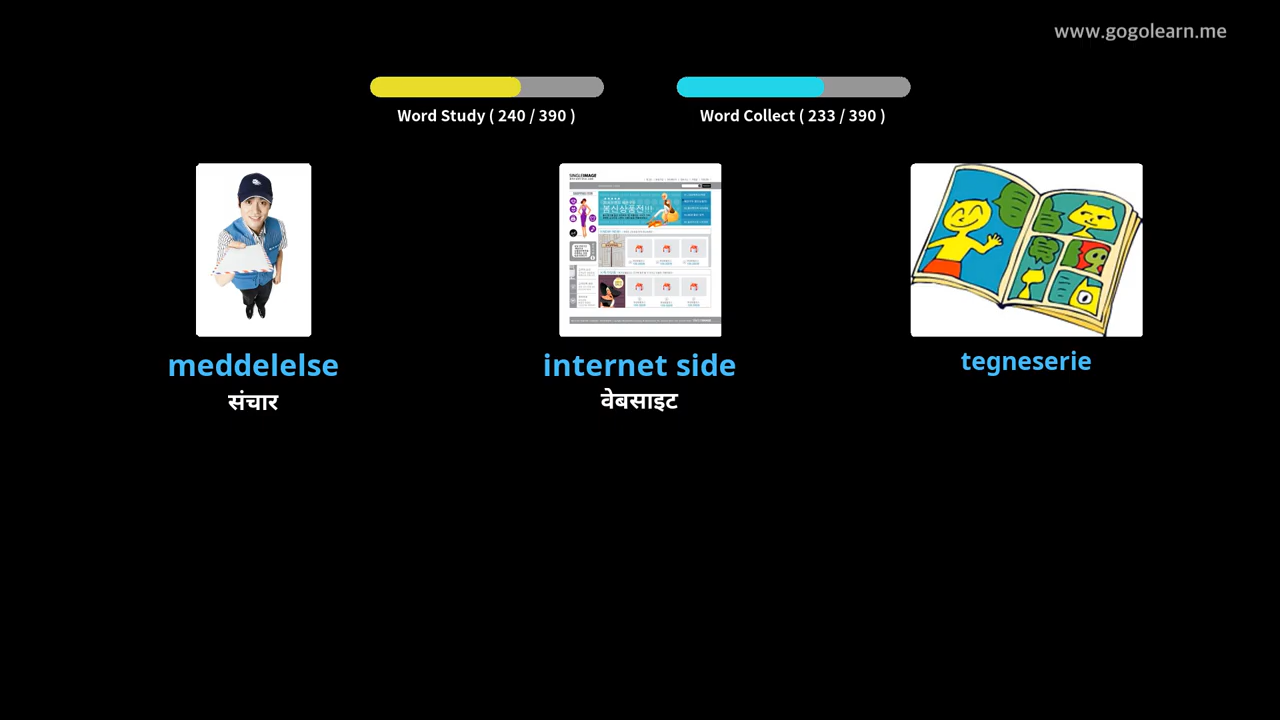 www.gogolearn.me
Word Study ( 240 / 390 )
Word Collect ( 233 / 390 )
meddelelse
संचार
internet side
वेबसाइट
tegneserie